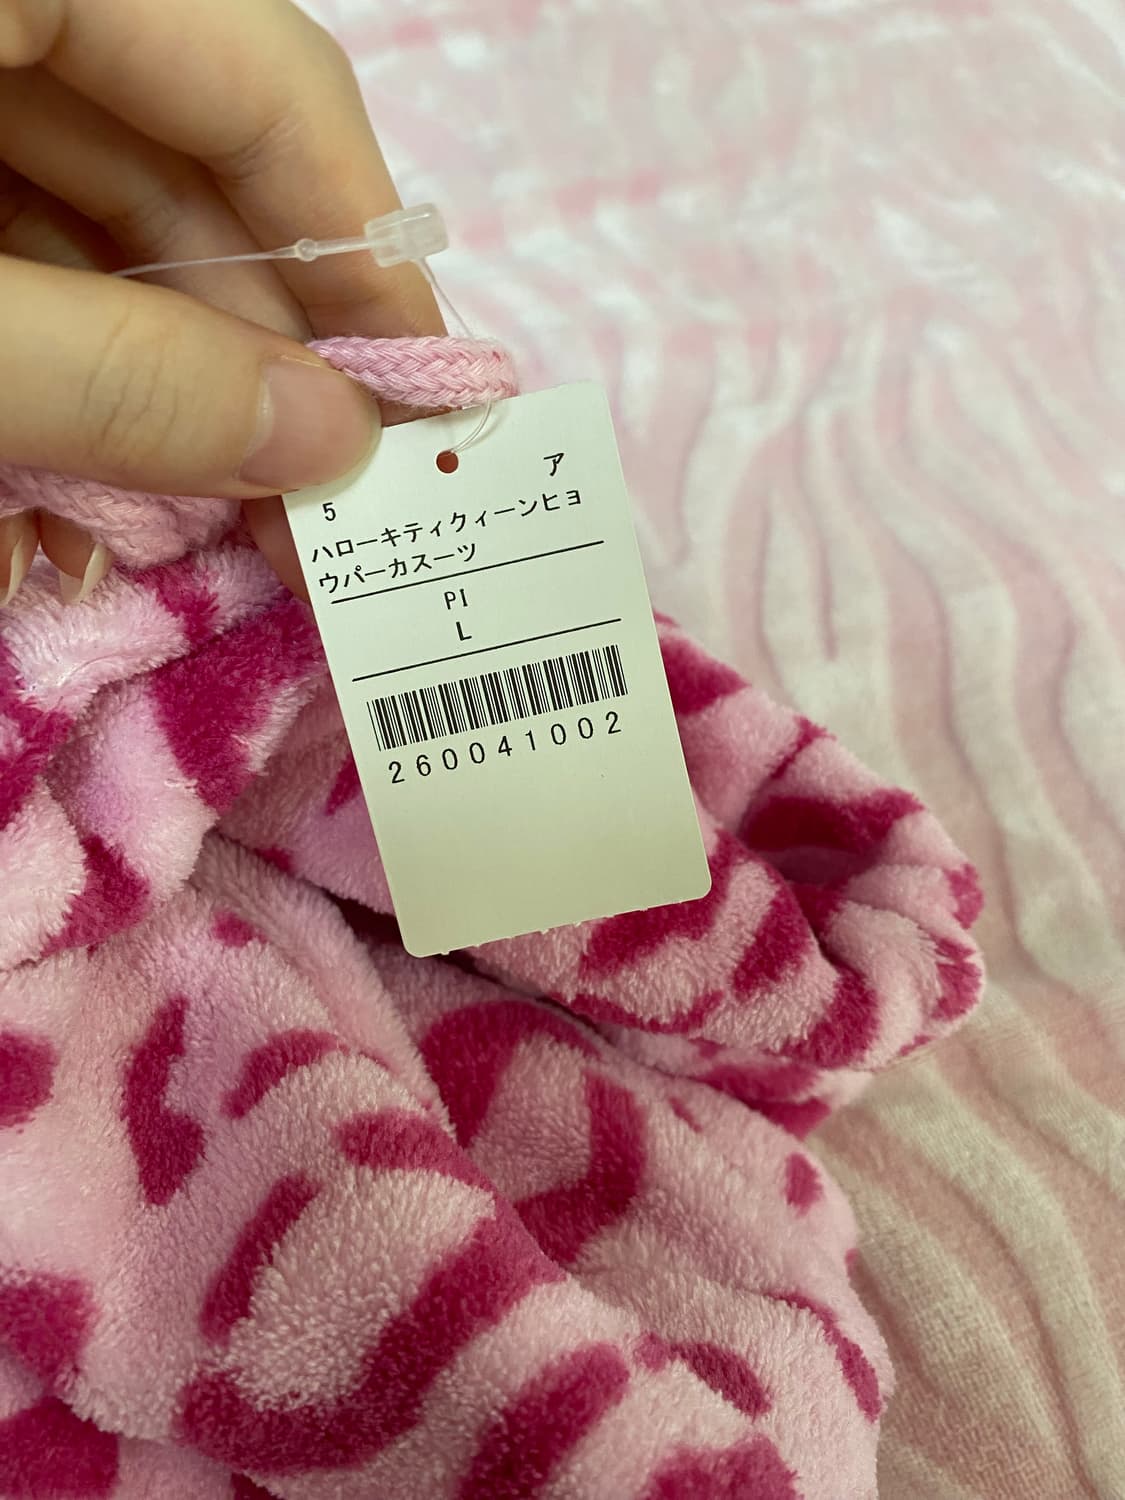 5 ア
ハローキティクィーンヒョ
ウパーカスーツ
PI
L
260041002